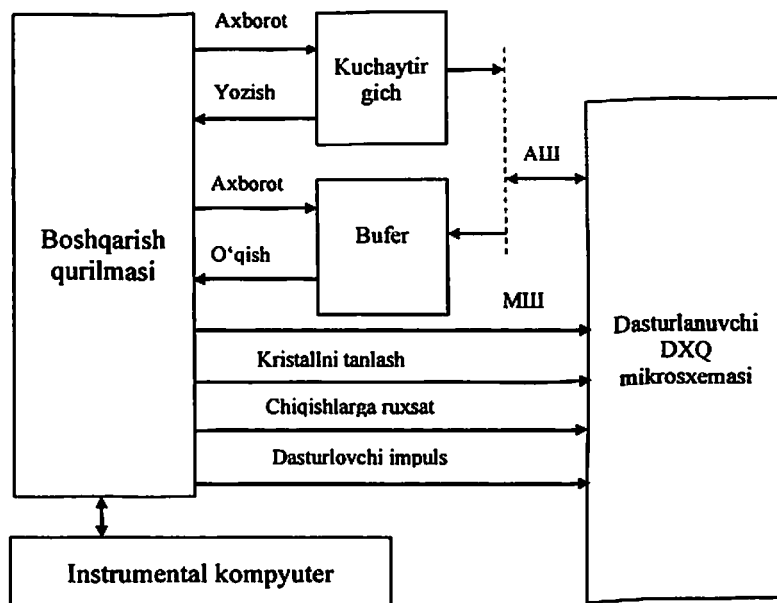 Axborot
Kuchaytir
gich
Yozish
АШ
Axborot
Boshqarish
qurilmasi
Bufer
O‘qish
МШ
Dasturlanuvchi
DXQ
mikrosxemasi
Kristallni tanlash
Chiqishlarga ruxsat
Dasturlovchi impuls
Instrumental kompyuter